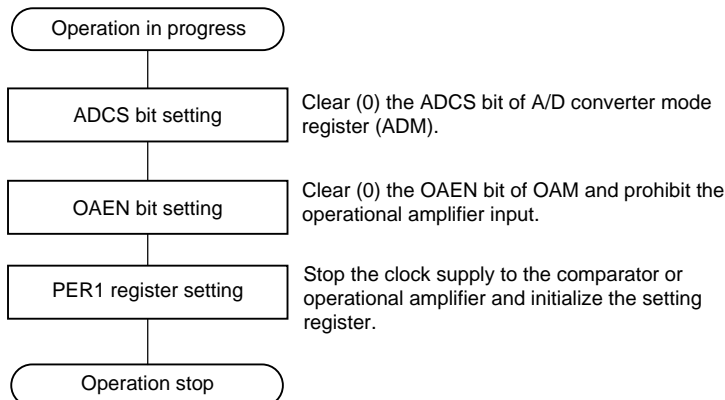 Operation in progress
ADCS bit setting
Clear (0) the ADCS bit of A/D converter mode
register (ADM).
OAEN bit setting
Clear (0) the OAEN bit of OAM and prohibit the
operational amplifier input.
PER1 register setting
Stop the clock supply to the comparator or
operational amplifier and initialize the setting
register.
Operation stop